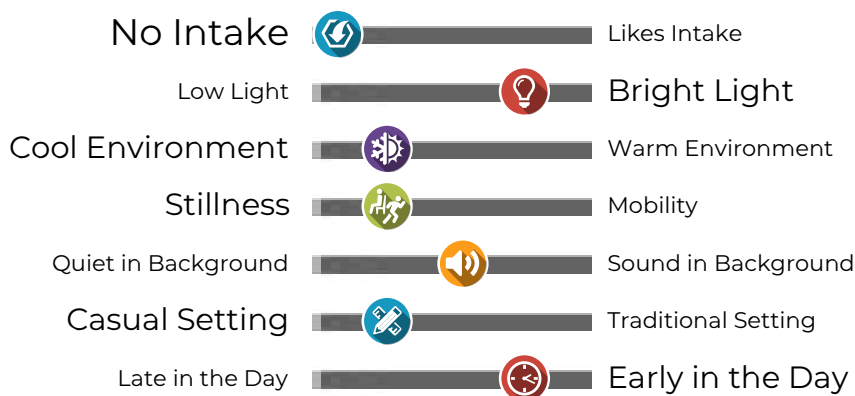 No Intake
Likes Intake
Low Light
Bright Light
Cool Environment
Warm Environment
Stillness
Mobility
Quiet in Background
Sound in Background
Casual Setting
Traditional Setting
Late in the Day
Early in the Day